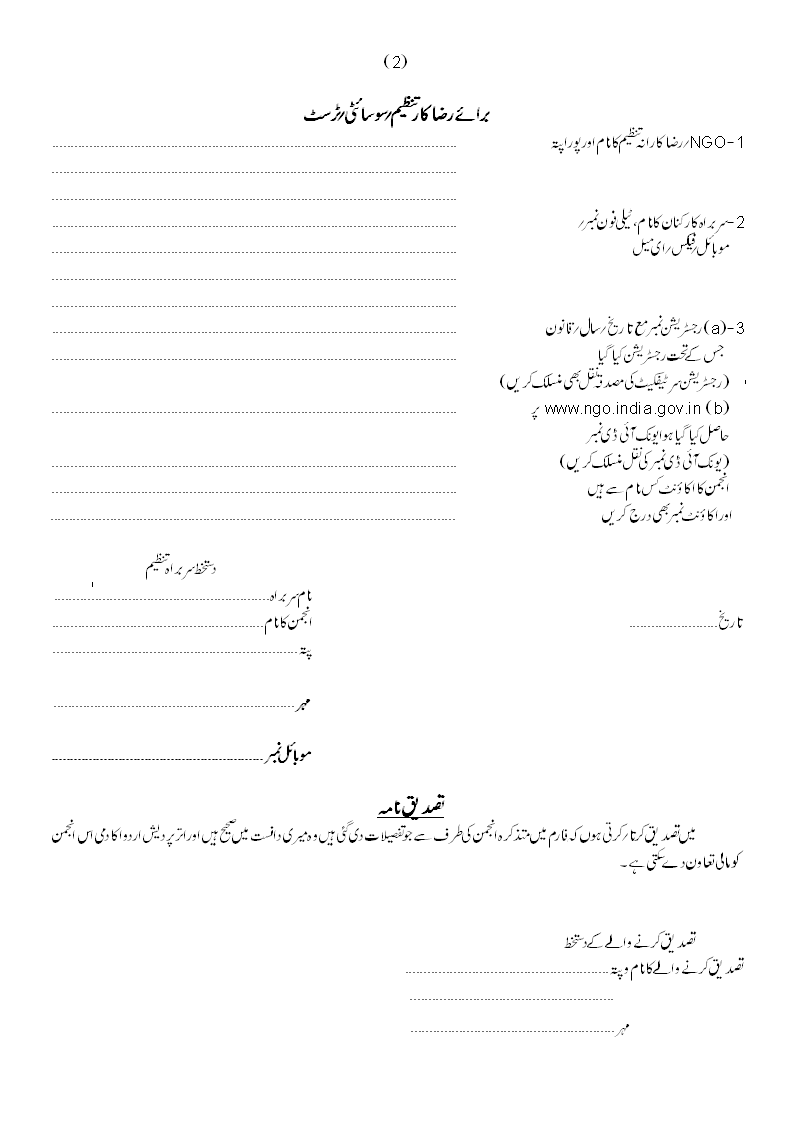 (2)
برائے رضا کار تنظیم؍سوسائٹی؍ٹرسٹ
1-NGO؍رضا کارانہ تنظیم کا نام اور پورا پتہ
2-سربراہ کارکنان کا نام، ٹیلی فون نمبر؍
موبائل؍فیکس؍ای میل
3-(a) رجسٹریشن نمبر مع تاریخ؍سال؍قانون
جس کے تحت رجسٹریشن کیا گیا
(رجسٹریشن سرٹیفکیٹ کی مصدقہ نقل بھی منسلک کریں)
(b) www.ngo.india.gov.in پر
حاصل کیا گیا ہوا یونک آئی ڈی نمبر
(یونک آئی ڈی نمبر کی نقل منسلک کریں)
انجمن کا اکاؤنٹ کس نام سے ہیں
اور اکاؤنٹ نمبر بھی درج کریں
دستخط سربراہ تنظیم
نام سربراہ
انجمن کا نام
تاریخ
پتہ
مہر
موبائل نمبر
تصدیق نامہ
میں تصدیق کرتا؍کرتی ہوں کہ فارم میں متذکرہ انجمن کی طرف سے جو تفصیلات دی گئی ہیں وہ میری دافست میں صحیح ہیں اور اتر پردیش اردو اکادمی اس انجمن
کو مالی تعاون دے سکتی ہے۔
تصدیق کرنے والے کے دستخط
تصدیق کرنے والے کا نام و پتہ
مہر